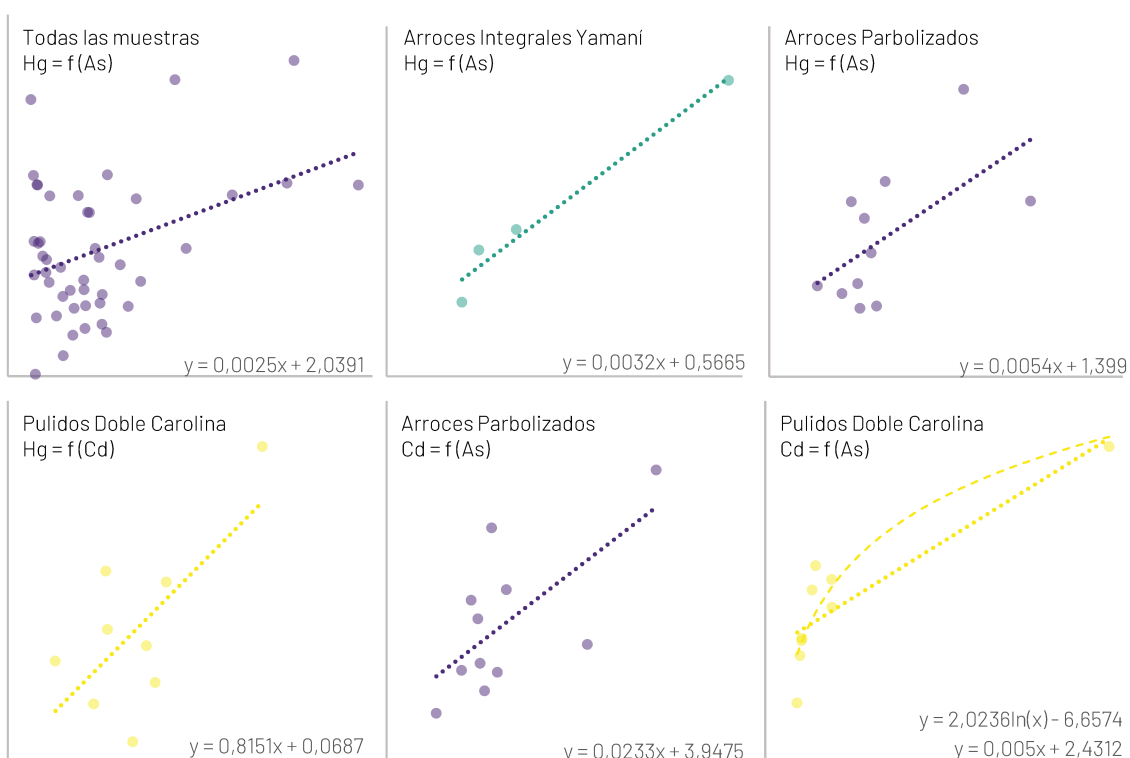 Todas las muestras
Hg = f (As)
y = 0,0025x + 2,0391
Arroces Integrales Yamaní
Hg = f (As)
y = 0,0032x + 0,5665
Arroces Parbolizados
Hg = f (As)
y = 0,0054x + 1,399
Pulidos Doble Carolina
Hg = f (Cd)
y = 0,8151x + 0,0687
Arroces Parbolizados
Cd = f (As)
y = 0,0233x + 3,9475
Pulidos Doble Carolina
Cd = f (As)
y = 2,0236ln(x) - 6,6574
y = 0,005x + 2,4312